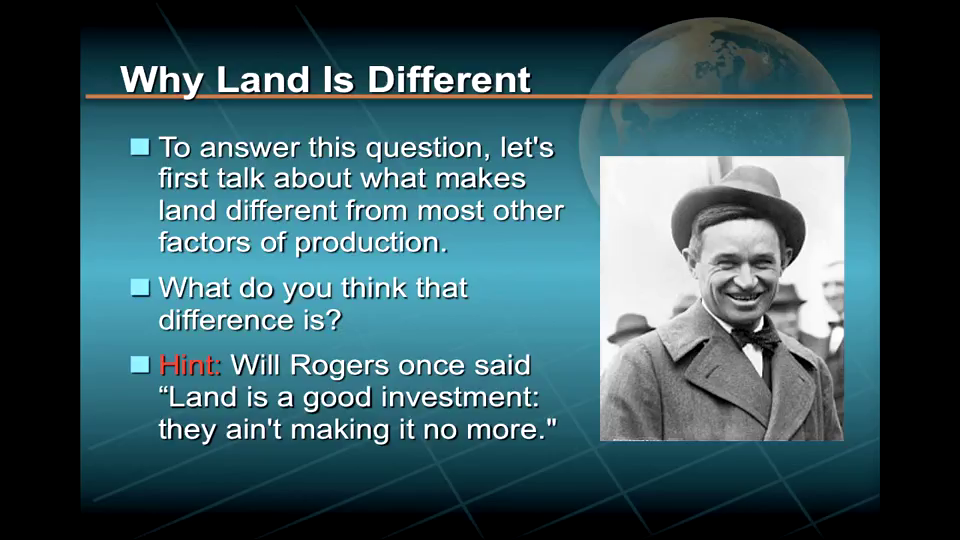 Why Land Is Different
To answer this question, let's
first talk about what makes
land different from most other
factors of production.
What do you think that
difference is?
Hint: Will Rogers once said
“Land is a good investment:
they ain't making it no more."